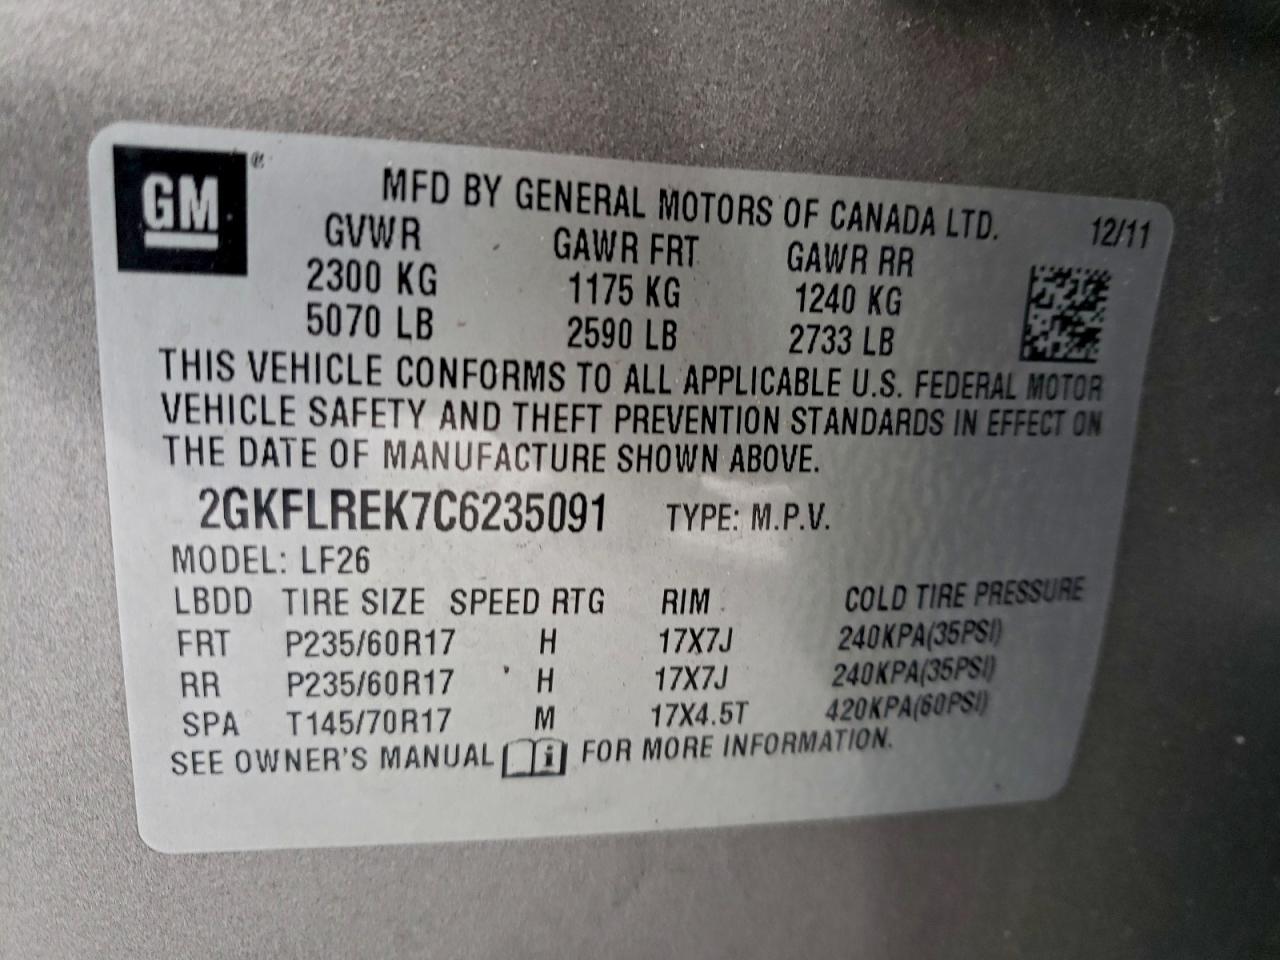 GM ®
MFD BY GENERAL MOTORS OF CANADA LTD. 12/11
GVWR GAWR FRT GAWR RR
2300 KG 1175 KG 1240 KG
5070 LB 2590 LB 2733 LB
THIS VEHICLE CONFORMS TO ALL APPLICABLE U.S. FEDERAL MOTOR
VEHICLE SAFETY AND THEFT PREVENTION STANDARDS IN EFFECT ON
THE DATE OF MANUFACTURE SHOWN ABOVE.
2GKFLREK7C6235091 TYPE: M.P.V.
MODEL: LF26
LBDD TIRE SIZE SPEED RTG RIM COLD TIRE PRESSURE
FRT P235/60R17 H 17X7J 240KPA(35PSI)
RR P235/60R17 H 17X7J 240KPA(35PSI)
SPA T145/70R17 M 17X4.5T 420KPA(60PSI)
SEE OWNER'S MANUAL i FOR MORE INFORMATION.